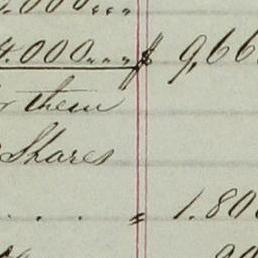 4.000 „ „ $ 9,66
them
Shares
„ 1.80